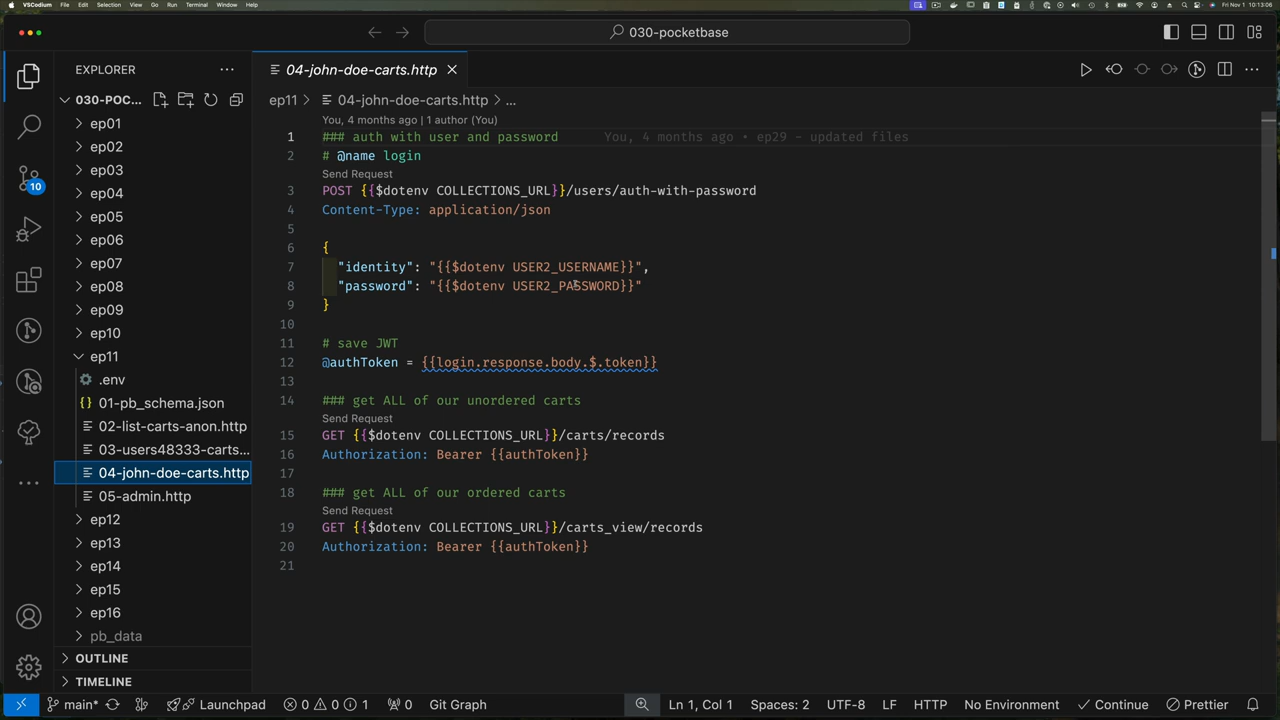 VSCodium File Edit Selection View Go Run Terminal Window Help Fri Nov 1 10:13:06
030-pocketbase
EXPLORER
030-POC...
ep01
ep02
ep03
ep04
ep05
ep06
ep07
ep08
ep09
ep10
ep11
.env
01-pb_schema.json
02-list-carts-anon.http
03-users48333-carts...
04-john-doe-carts.http
05-admin.http
ep12
ep13
ep14
ep15
ep16
pb_data
OUTLINE
TIMELINE
10
04-john-doe-carts.http
ep11 > 04-john-doe-carts.http > ...
You, 4 months ago | 1 author (You)
1 ### auth with user and password You, 4 months ago • ep29 - updated files
2 # @name login
Send Request
3 POST {{$dotenv COLLECTIONS_URL}}/users/auth-with-password
4 Content-Type: application/json
5
6 {
7 "identity": "{{$dotenv USER2_USERNAME}}",
8 "password": "{{$dotenv USER2_PASSWORD}}"
9 }
10
11 # save JWT
12 @authToken = {{login.response.body.$.token}}
13
14 ### get ALL of our unordered carts
Send Request
15 GET {{$dotenv COLLECTIONS_URL}}/carts/records
16 Authorization: Bearer {{authToken}}
17
18 ### get ALL of our ordered carts
Send Request
19 GET {{$dotenv COLLECTIONS_URL}}/carts_view/records
20 Authorization: Bearer {{authToken}}
21
main* Launchpad 0 0 1 0 Git Graph Ln 1, Col 1 Spaces: 2 UTF-8 LF HTTP No Environment Continue Prettier